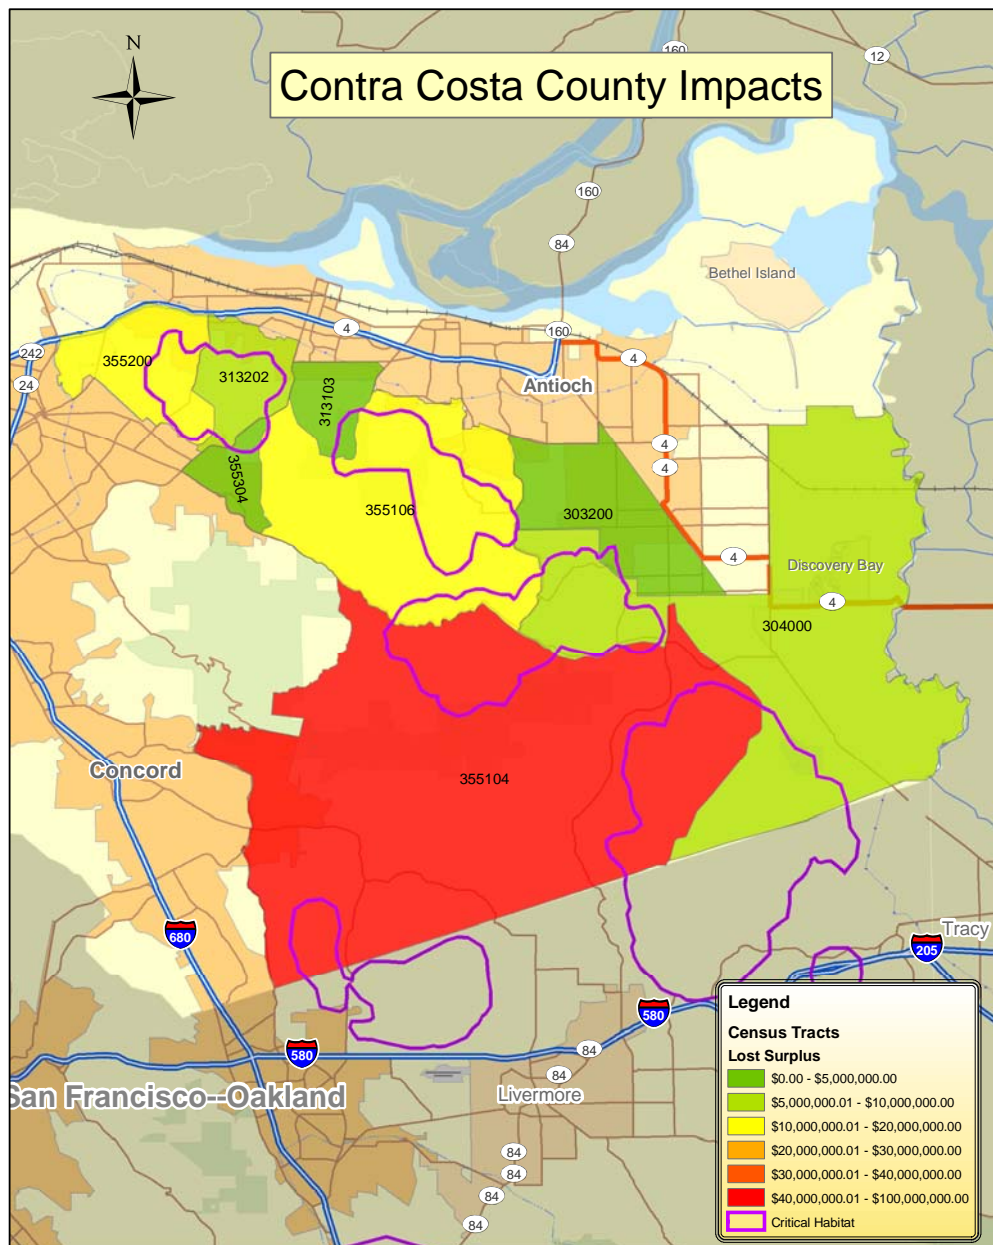 N
Contra Costa County Impacts
160
12
160
84
Bethel Island
160
4
242
24
4
355200
313202
313103
Antioch
4
4
355304
355106
303200
4
Discovery Bay
4
304000
Concord
355104
680
Tracy
205
580
580
84
84
San Francisco--Oakland
Livermore
84
84
84
84
Legend
Census Tracts
Lost Surplus
$0.00 - $5,000,000.00
$5,000,000.01 - $10,000,000.00
$10,000,000.01 - $20,000,000.00
$20,000,000.01 - $30,000,000.00
$30,000,000.01 - $40,000,000.00
$40,000,000.01 - $100,000,000.00
Critical Habitat